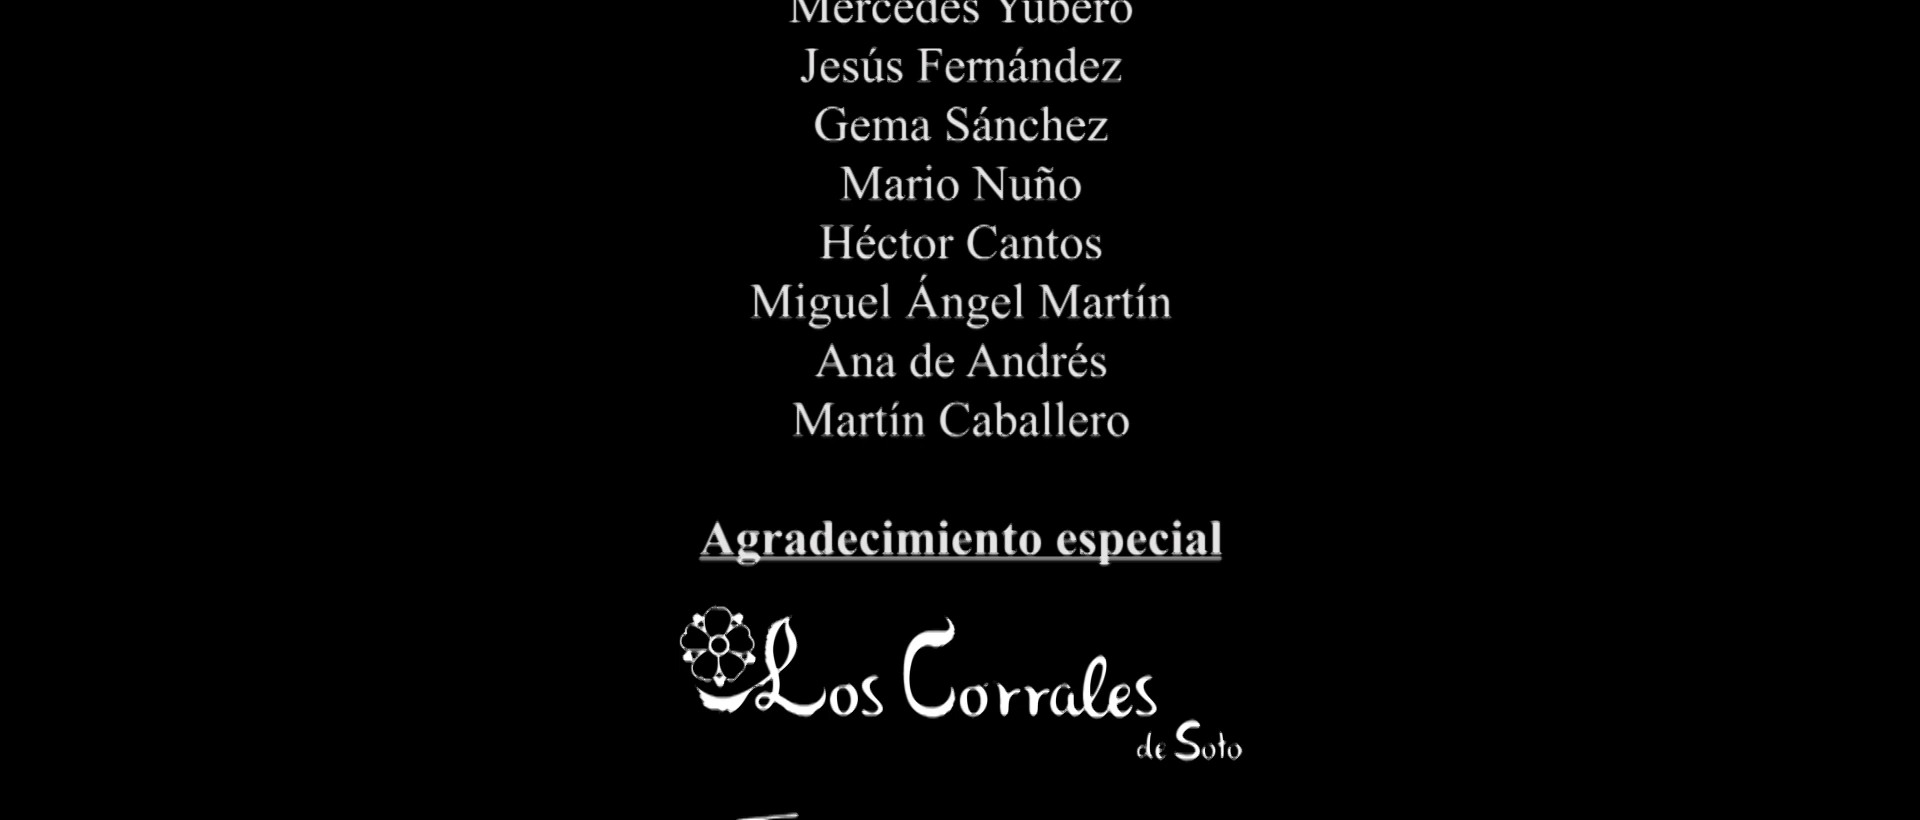 Mercedes Yubero
Jesús Fernández
Gema Sánchez
Mario Nuño
Héctor Cantos
Miguel Ángel Martín
Ana de Andrés
Martín Caballero
Agradecimiento especial
Los Corrales
de Soto